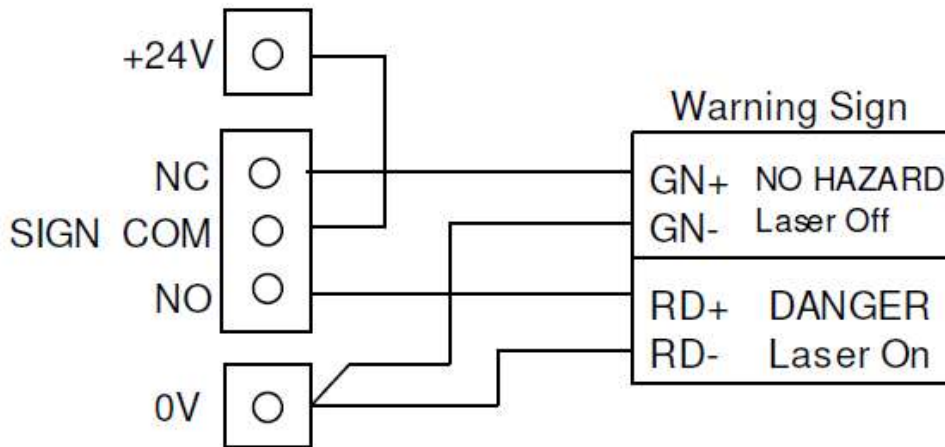 +24V
NC
SIGN COM
NO
0V
Warning Sign
GN+ NO HAZARD
GN- Laser Off
RD+ DANGER
RD- Laser On